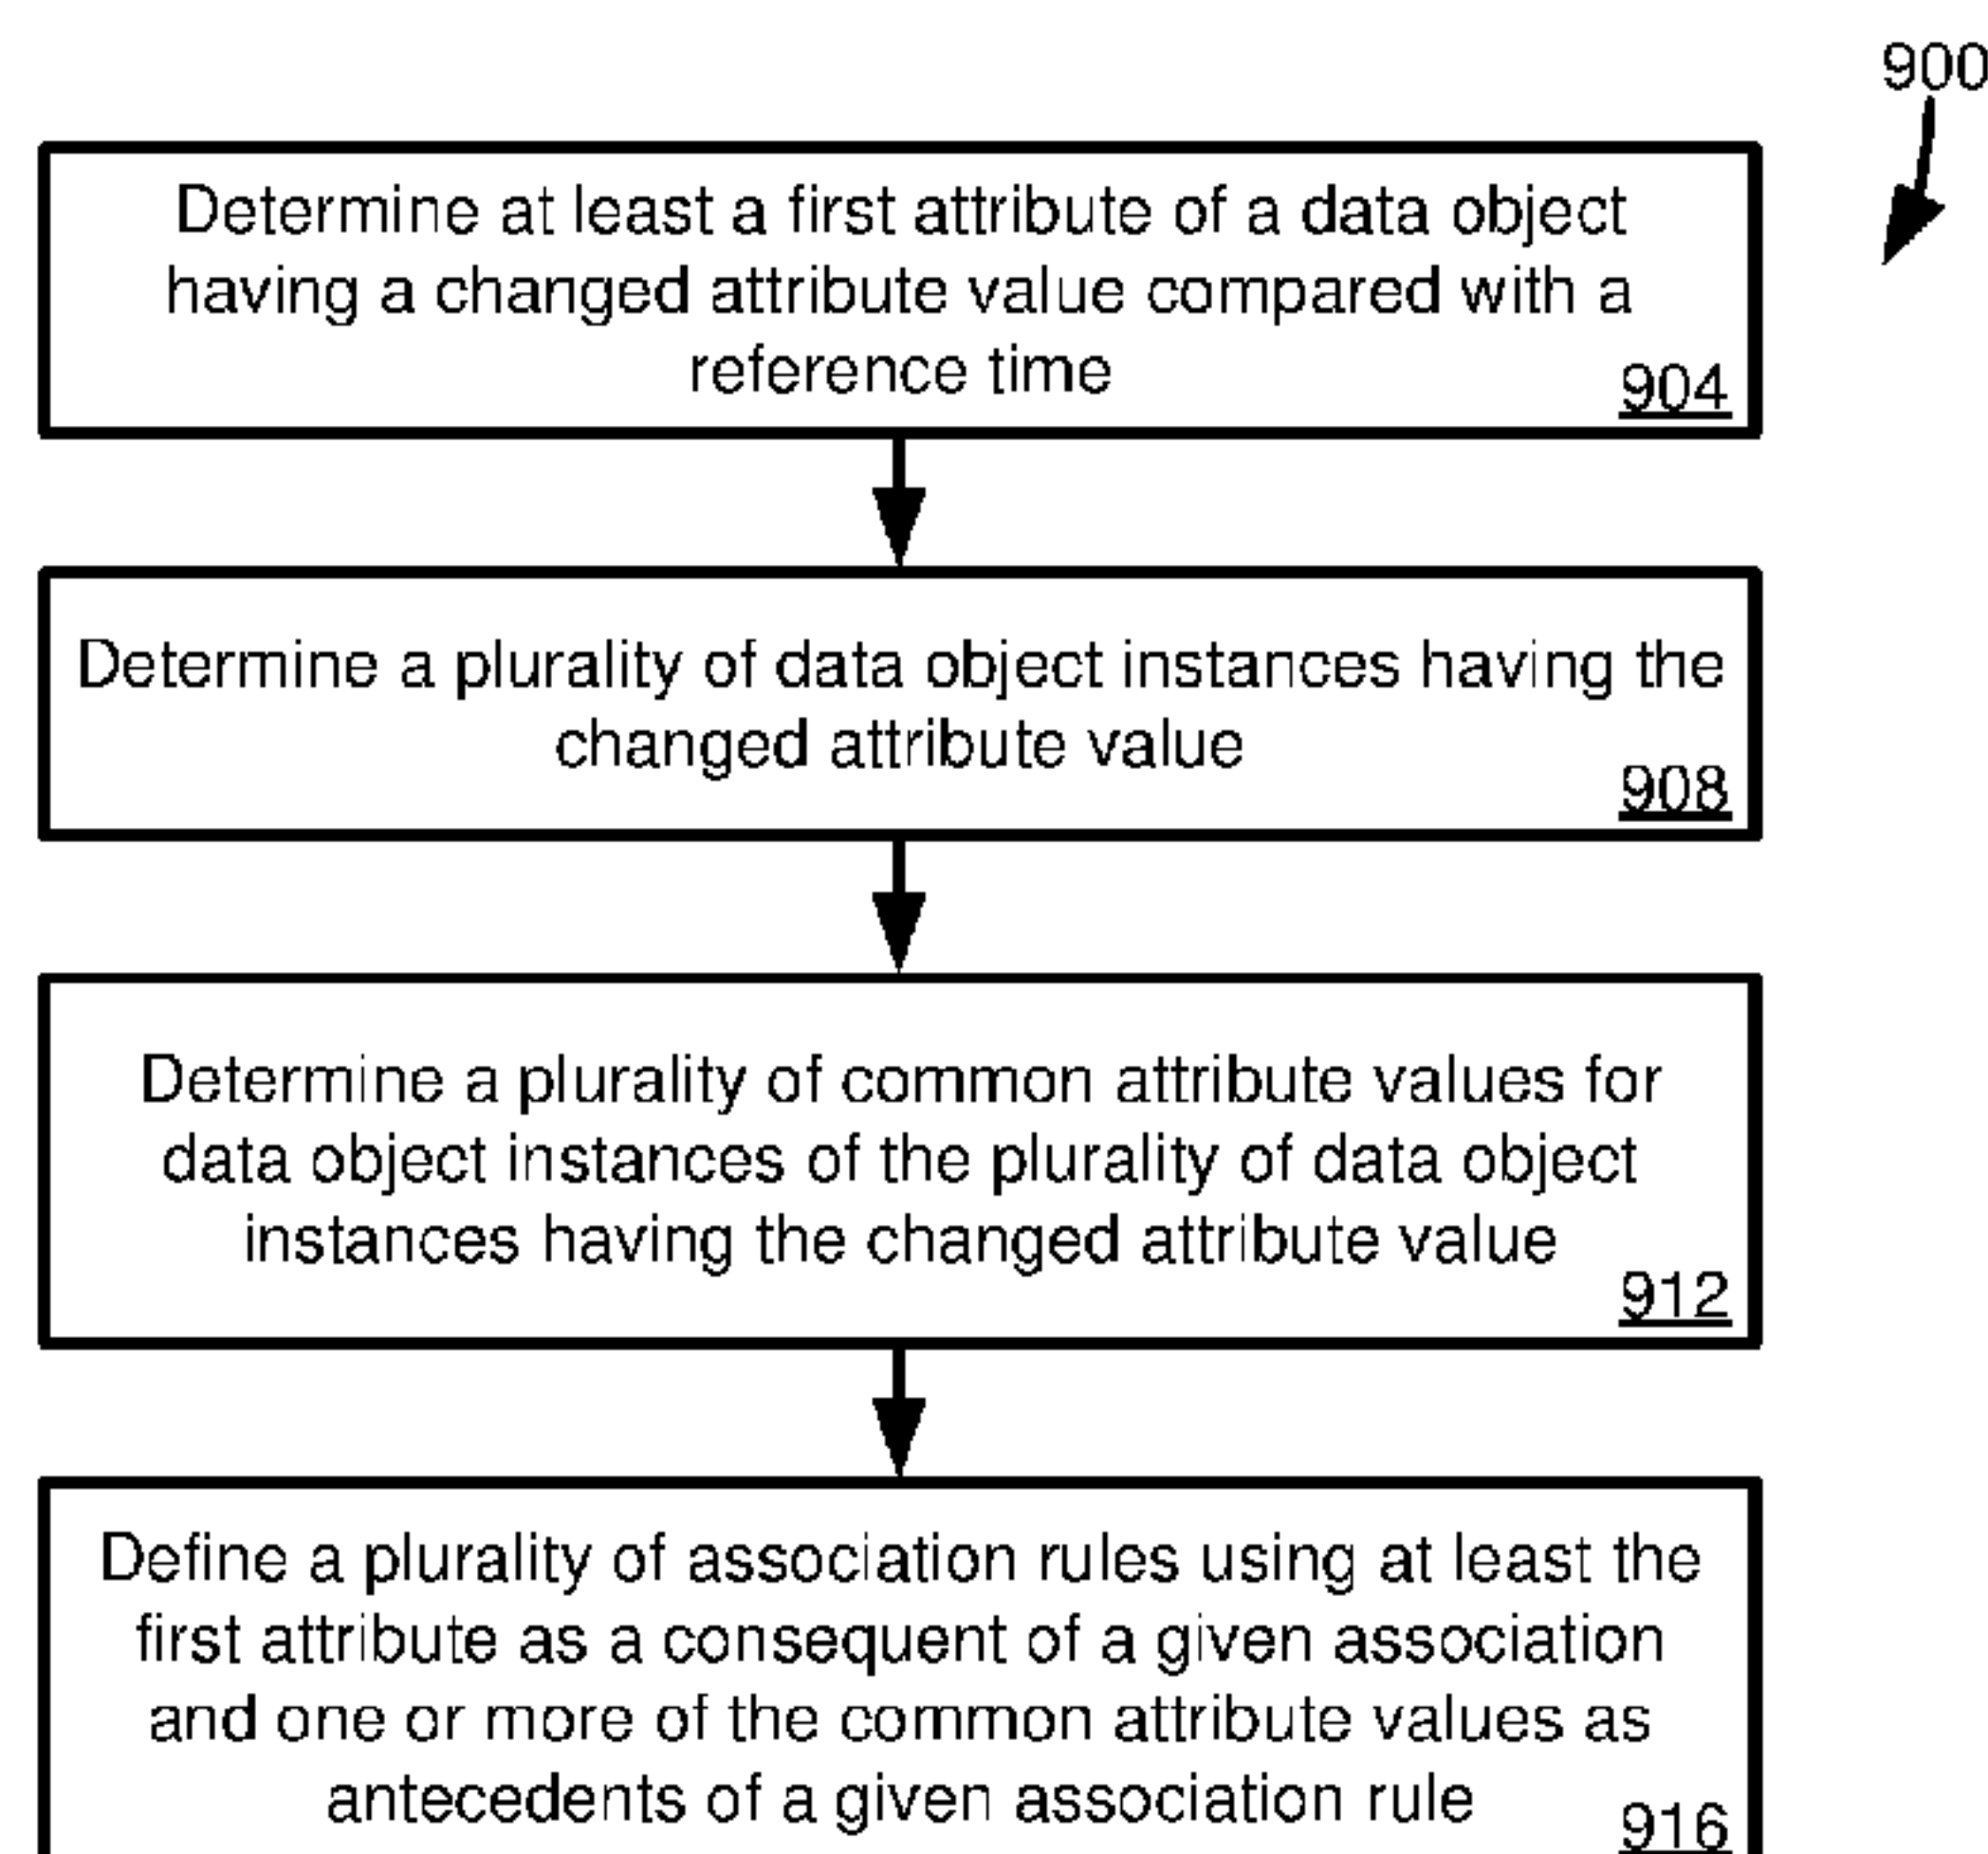 900
Determine at least a first attribute of a data object
having a changed attribute value compared with a
reference time
904
Determine a plurality of data object instances having the
changed attribute value
908
Determine a plurality of common attribute values for
data object instances of the plurality of data object
instances having the changed attribute value
912
Define a plurality of association rules using at least the
first attribute as a consequent of a given association
and one or more of the common attribute values as
antecedents of a given association rule
916